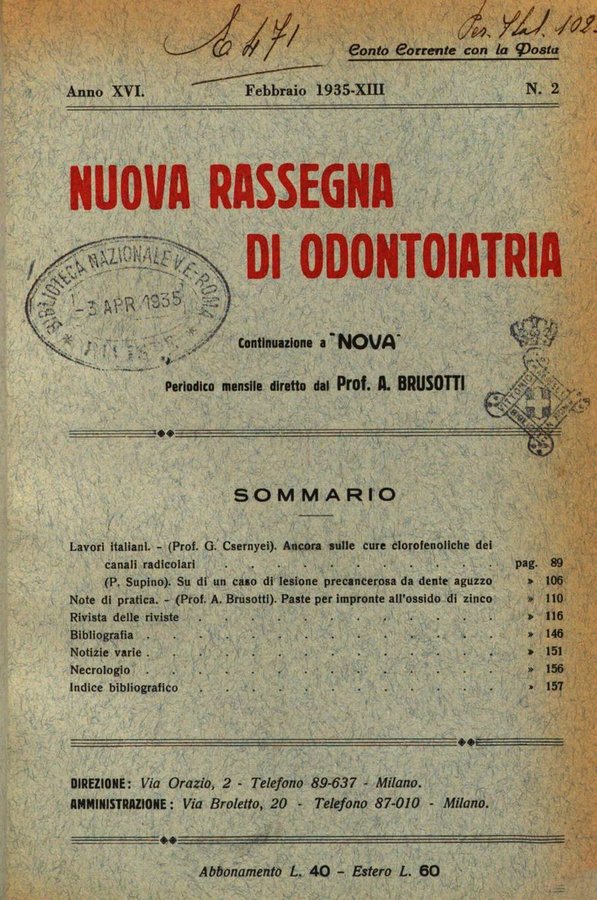 A 471
Conto Corrente con la Posta
Anno XVI. Febbraio 1935-XIII N. 2
NUOVA RASSEGNA
DI ODONTOIATRIA
BIBLIOTECA NAZIONALE V.E-ROMA
-3 APR 1935
Continuazione a "NOVA"
Periodico mensile diretto dal Prof. A. BRUSOTTI
SOMMARIO
Lavori italiani. - (Prof. G. Csernyei). Ancora sulle cure clorofenoliche dei
canali radicolari . . . . . . . . . . . . pag. 89
(P. Supino). Su di un caso di lesione precancerosa da dente aguzzo » 106
Note di pratica. - (Prof. A. Brusotti). Paste per impronte all'ossido di zinco » 110
Rivista delle riviste . . . . . . . . . . . . » 116
Bibliografia . . . . . . . . . . . . . . » 146
Notizie varie . . . . . . . . . . . . . . » 151
Necrologio . . . . . . . . . . . . . . » 156
Indice bibliografico . . . . . . . . . . . . » 157
DIREZIONE: Via Orazio, 2 - Telefono 89-637 - Milano.
AMMINISTRAZIONE: Via Broletto, 20 - Telefono 87-010 - Milano.
Abbonamento L. 40 - Estero L. 60